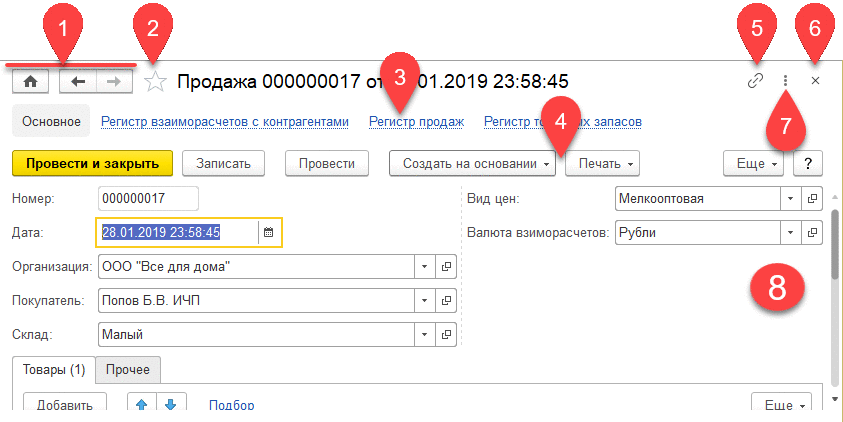 1 2 5 6
Продажа 000000017 от 01.2019 23:58:45
3 7
Основное Регистр взаиморасчетов с контрагентами Регистр продаж Регистр запасов
4
Провести и закрыть Записать Провести Создать на основании Печать Еще ?
Номер: 000000017 Вид цен: Мелкооптовая
Дата: 28.01.2019 23:58:45 Валюта взиморасчетов: Рубли
Организация: ООО "Все для дома"
8
Покупатель: Попов Б.В. ИЧП
Склад: Малый
Товары (1) Прочее
Добавить Подбор Еще